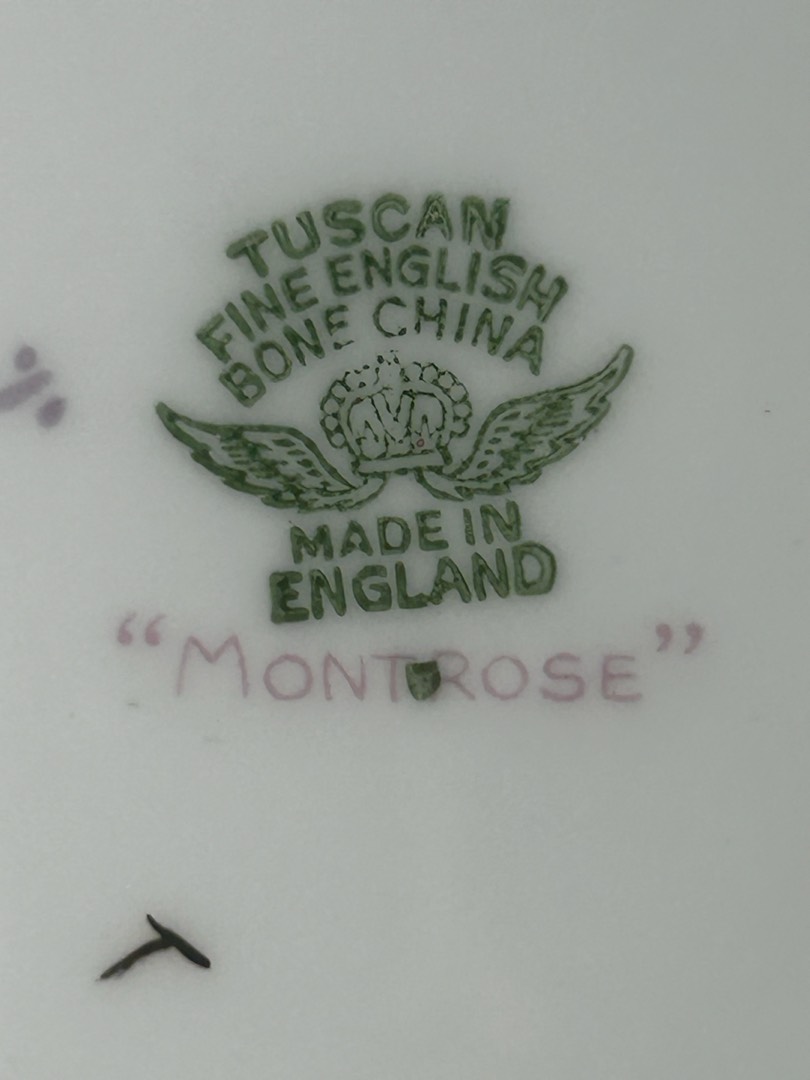 TUSCAN
FINE ENGLISH
BONE CHINA
MADE IN
ENGLAND
“MONTROSE”